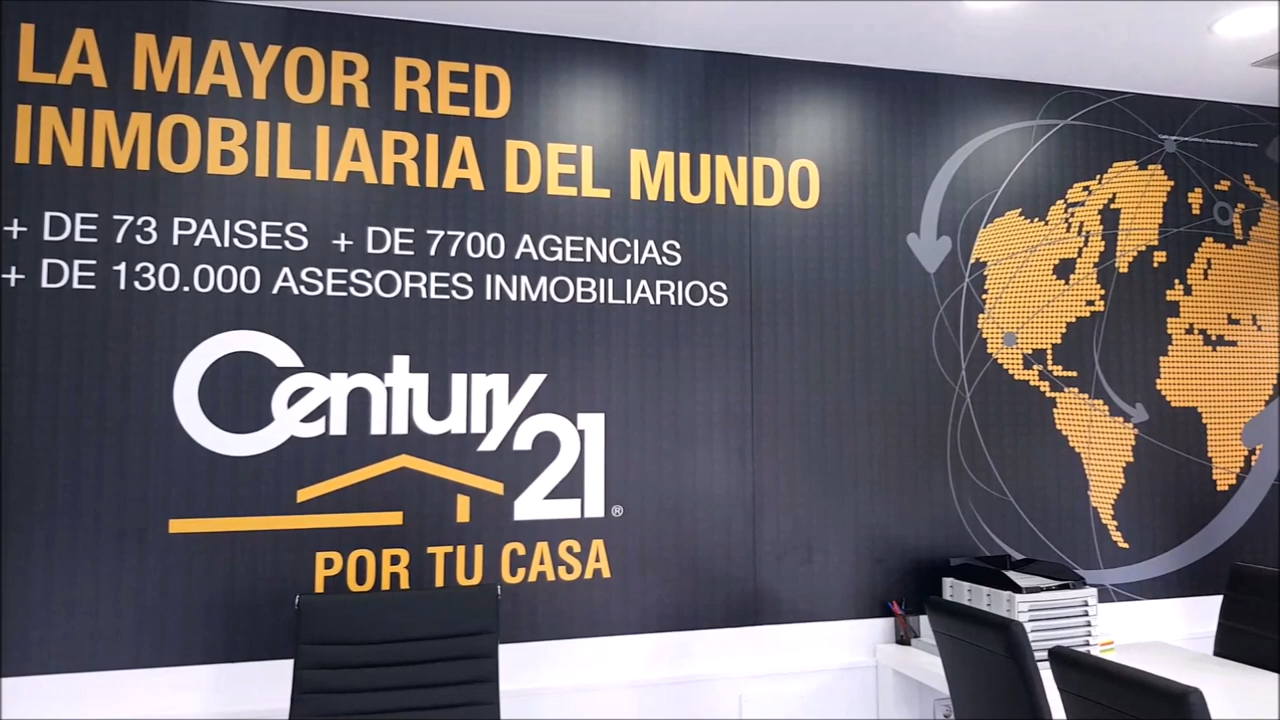 LA MAYOR RED
INMOBILIARIA DEL MUNDO
+ DE 73 PAISES + DE 7700 AGENCIAS
+ DE 130.000 ASESORES INMOBILIARIOS
Century
21®
POR TU CASA